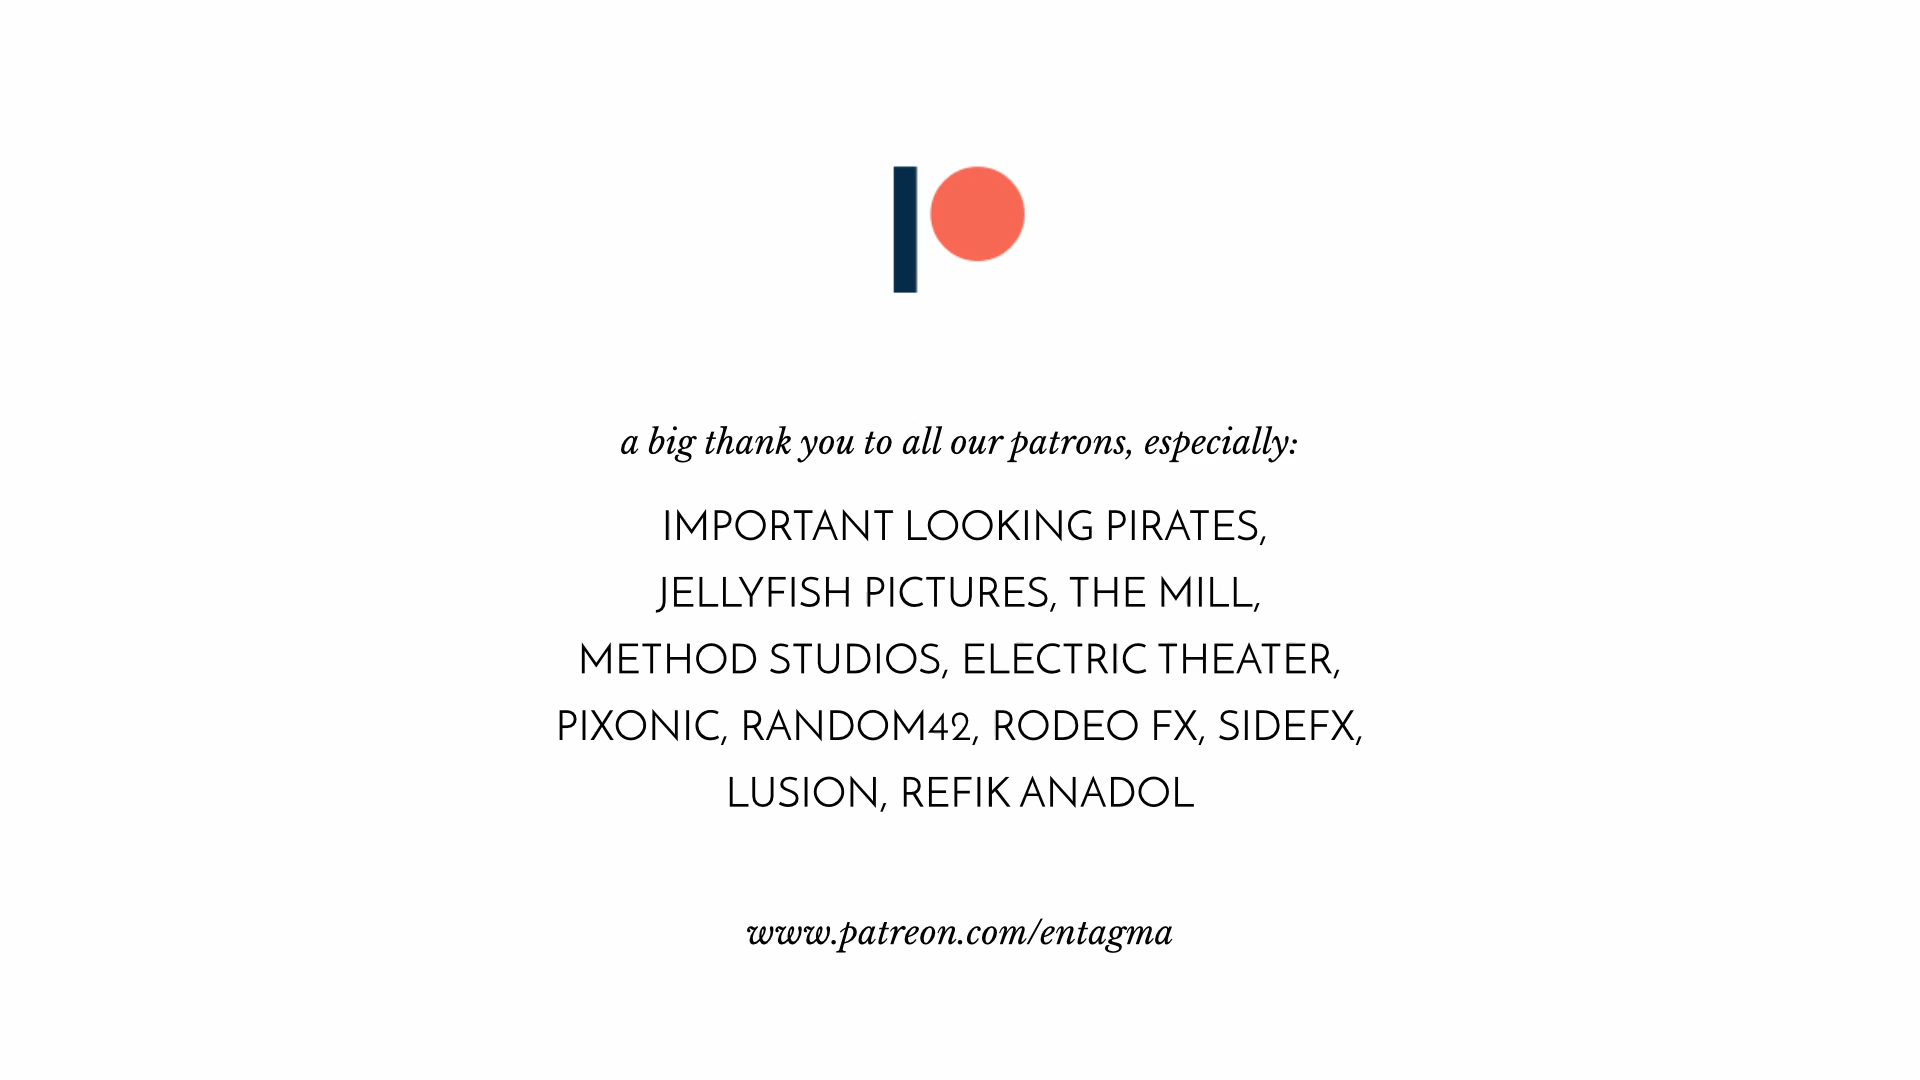 a big thank you to all our patrons, especially:
IMPORTANT LOOKING PIRATES,
JELLYFISH PICTURES, THE MILL,
METHOD STUDIOS, ELECTRIC THEATER,
PIXONIC, RANDOM42, RODEO FX, SIDEFX,
LUSION, REFIK ANADOL
www.patreon.com/entagma